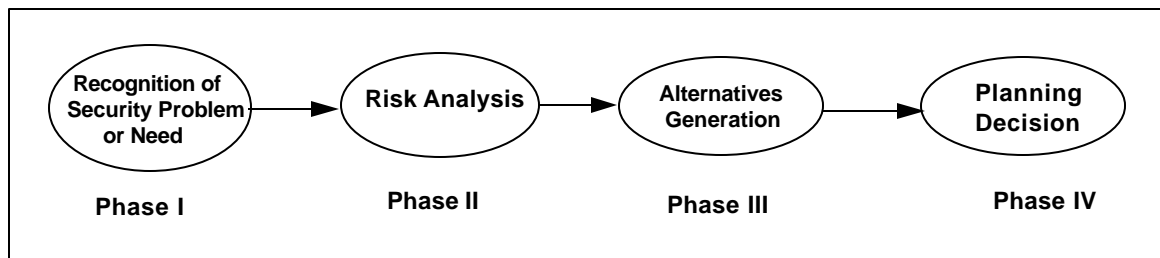 Recognition of
Security Problem
or Need
Risk Analysis
Alternatives
Generation
Planning
Decision
Phase I
Phase II
Phase III
Phase IV